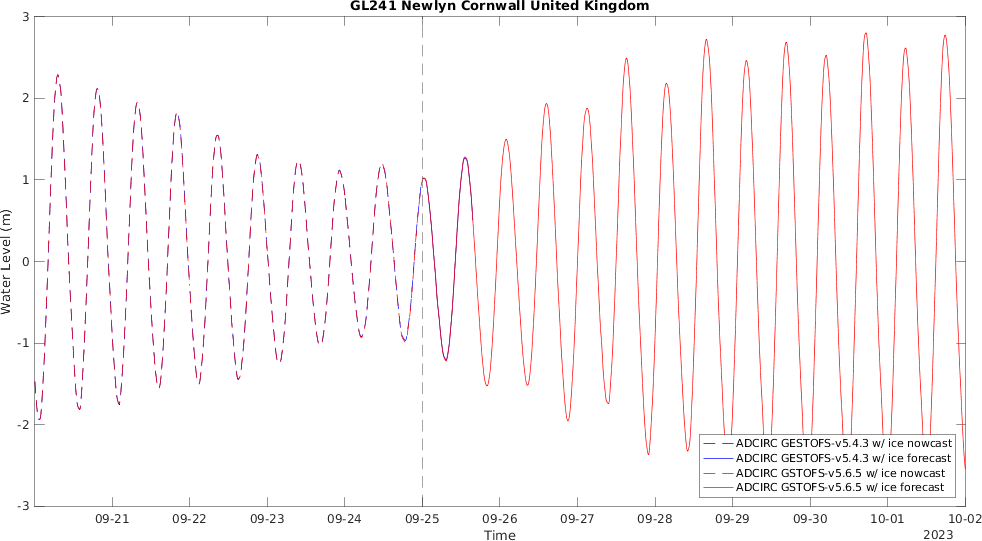 GL241 Newlyn Cornwall United Kingdom
3
2
1
0
-1
-2
-3
Water Level (m)
ADCIRC GESTOFS-v5.4.3 w/ ice nowcast
ADCIRC GESTOFS-v5.4.3 w/ ice forecast
ADCIRC GSTOFS-v5.6.5 w/ ice nowcast
ADCIRC GSTOFS-v5.6.5 w/ ice forecast
09-21 09-22 09-23 09-24 09-25 09-26 09-27 09-28 09-29 09-30 10-01 10-02
Time
2023